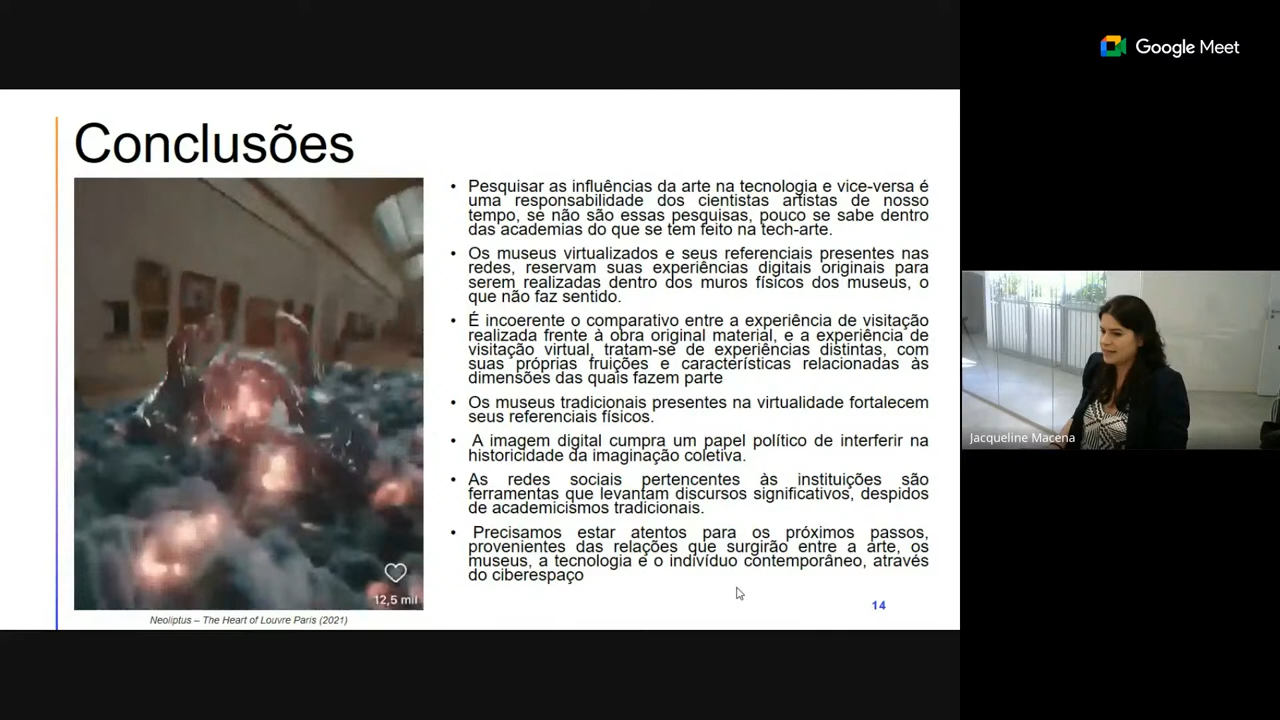 Google Meet
Conclusões
Pesquisar as influências da arte na tecnologia e vice-versa é
uma responsabilidade dos cientistas artistas de nosso
tempo, se não são essas pesquisas, pouco se sabe dentro
das academias do que se tem feito na tech-arte.
Os museus virtualizados e seus referenciais presentes nas
redes, reservam suas experiências digitais originais para
serem realizadas dentro dos muros físicos dos museus, o
que não faz sentido.
É incoerente o comparativo entre a experiência de visitação
realizada frente à obra original material, e a experiência de
visitação virtual, tratam-se de experiências distintas, com
suas próprias fruições e características relacionadas às
dimensões das quais fazem parte
Os museus tradicionais presentes na virtualidade fortalecem
seus referenciais físicos.
A imagem digital cumpra um papel político de interferir na
historicidade da imaginação coletiva.
As redes sociais pertencentes às instituições são
ferramentas que levantam discursos significativos, despidos
de academicismos tradicionais.
Precisamos estar atentos para os próximos passos,
provenientes das relações que surgirão entre a arte, os
museus, a tecnologia e o indivíduo contemporâneo, através
do ciberespaço
12,5 mil
Neoliptus – The Heart of Louvre Paris (2021)
14
Jacqueline Macena